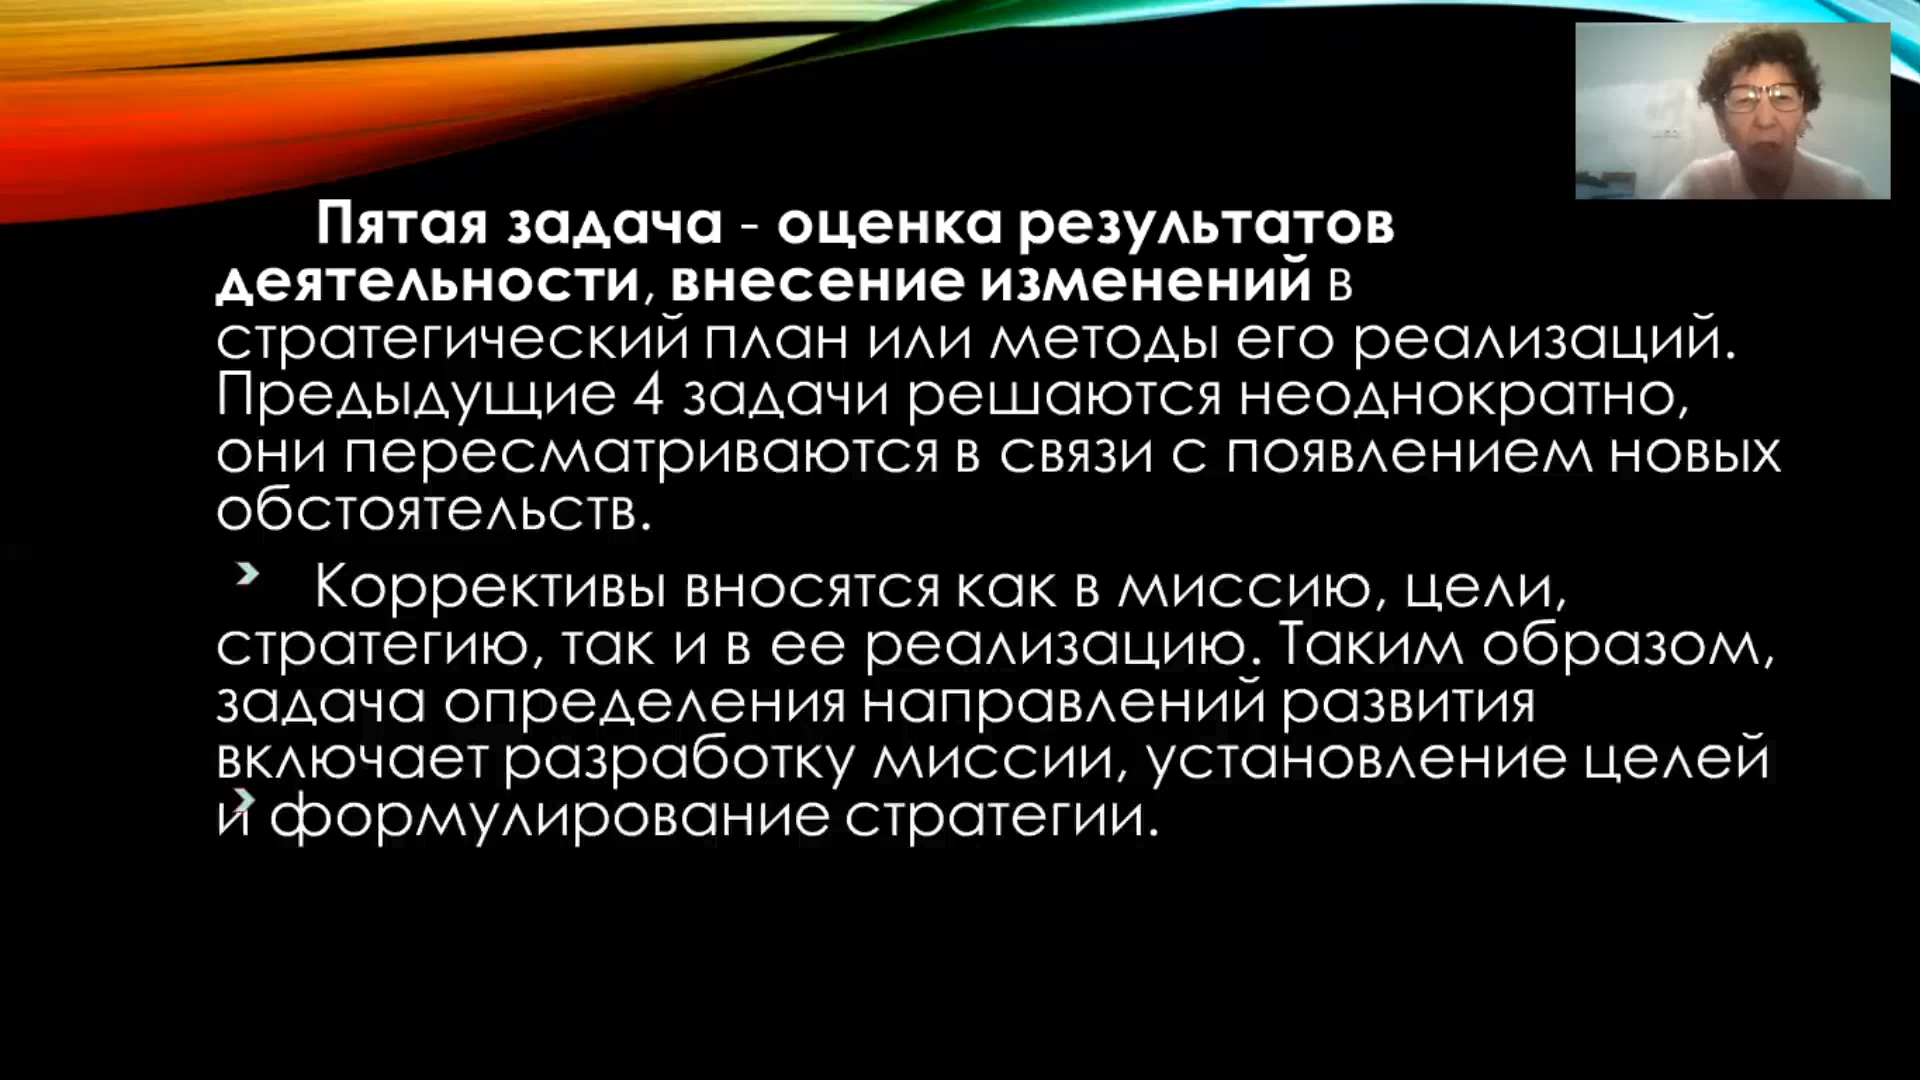 Пятая задача - оценка результатов
деятельности, внесение изменений в
стратегический план или методы его реализаций.
Предыдущие 4 задачи решаются неоднократно,
они пересматриваются в связи с появлением новых
обстоятельств.
Коррективы вносятся как в миссию, цели,
стратегию, так и в ее реализацию. Таким образом,
задача определения направлений развития
включает разработку миссии, установление целей
и формулирование стратегии.